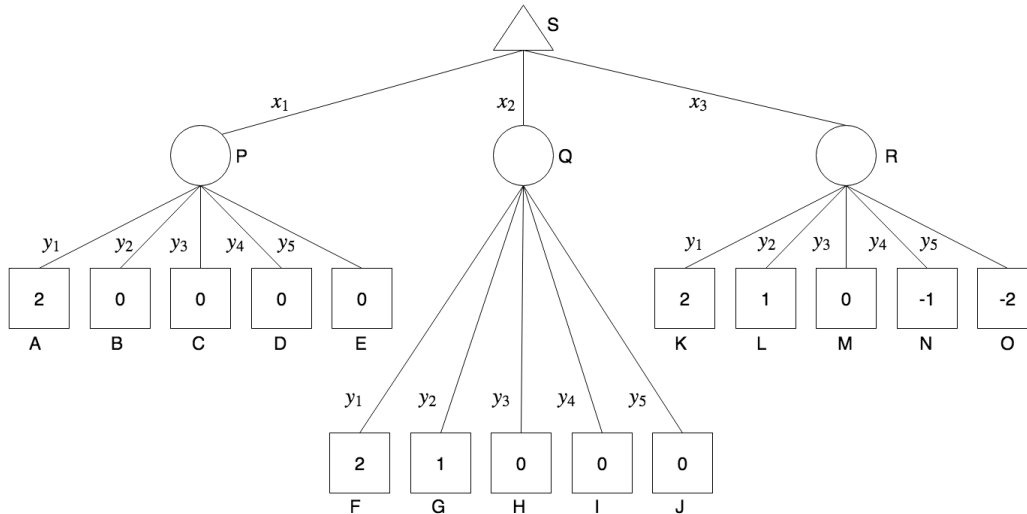 S
x₁ x₂ x₃
P Q R
y₁ y₂ y₃ y₄ y₅ y₁ y₂ y₃ y₄ y₅
2 0 0 0 0 2 1 0 -1 -2
A B C D E K L M N O
y₁ y₂ y₃ y₄ y₅
2 1 0 0 0
F G H I J